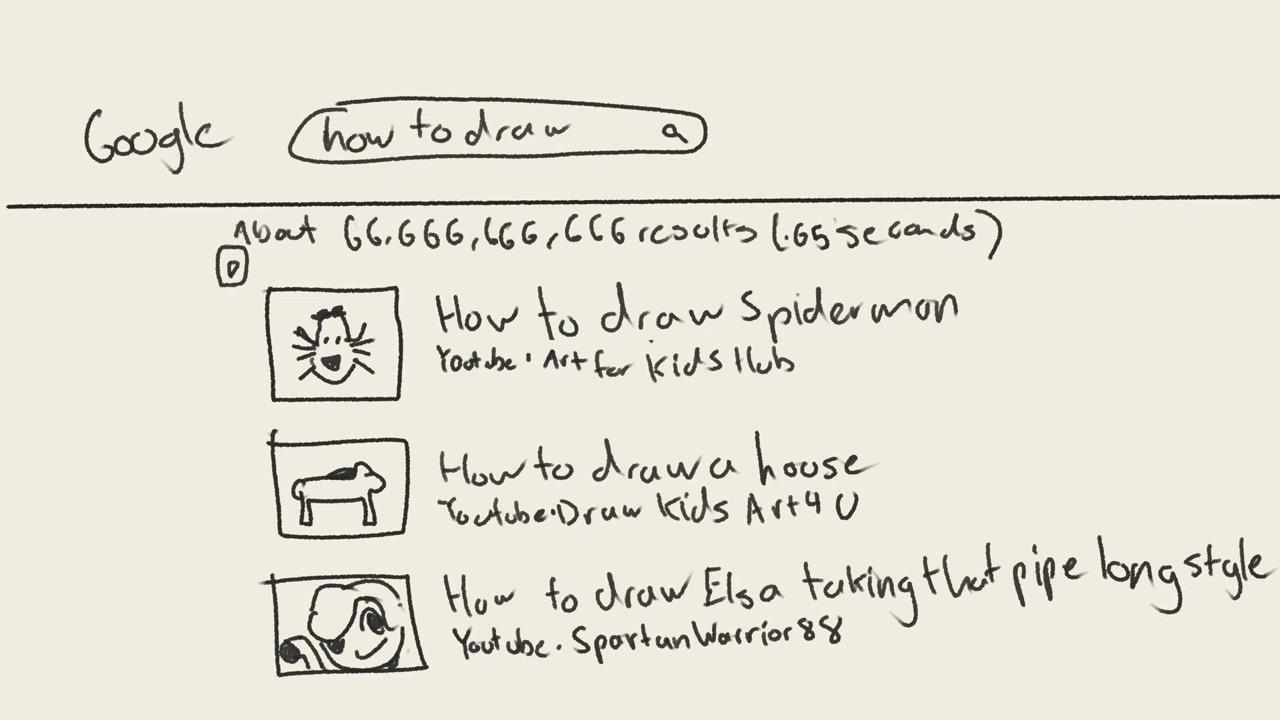 Google
how to draw
About 66,666,666,666 results (.65 seconds)
How to draw Spiderman
Youtube · Art for Kids Hub
How to draw a house
Youtube · Draw Kids Art 4 U
How to draw Elsa taking that pipe long style
Youtube · SpartanWarrior88